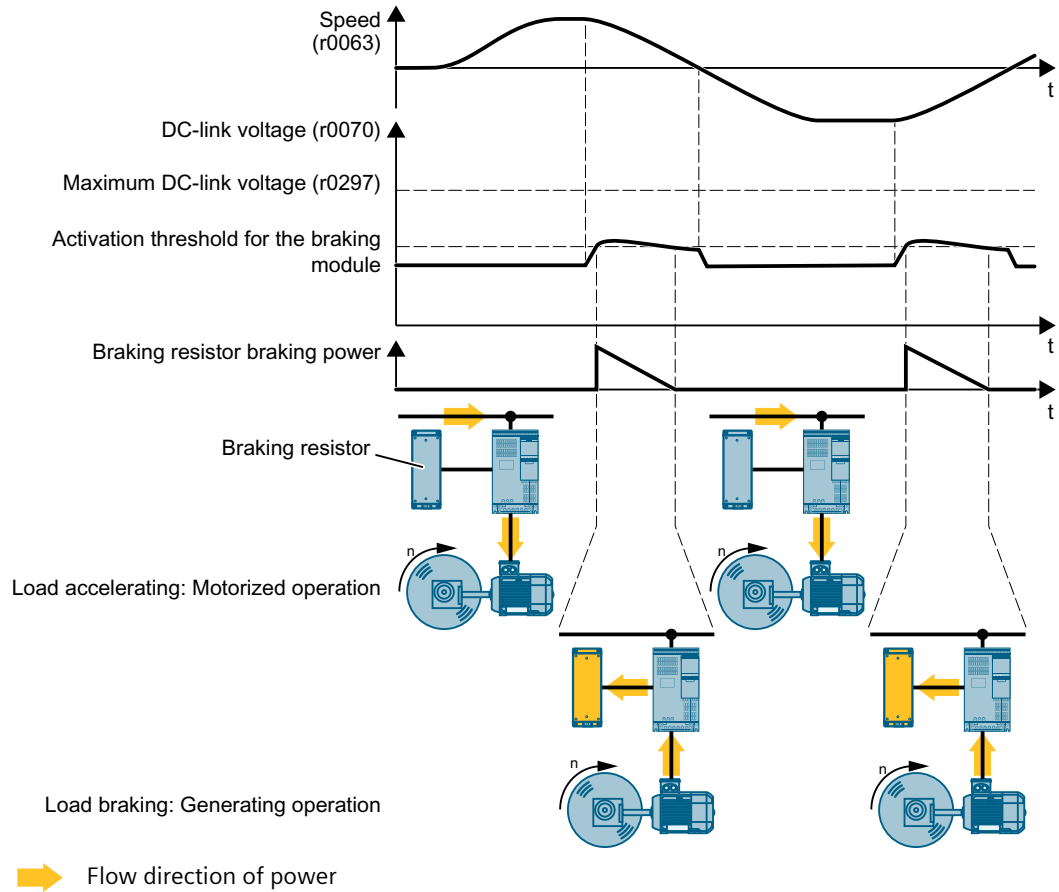 Speed
(r0063)
t
DC-link voltage (r0070)
Maximum DC-link voltage (r0297)
Activation threshold for the braking
module
t
Braking resistor braking power
t
Braking resistor
n
n
Load accelerating: Motorized operation
n
n
Load braking: Generating operation
Flow direction of power